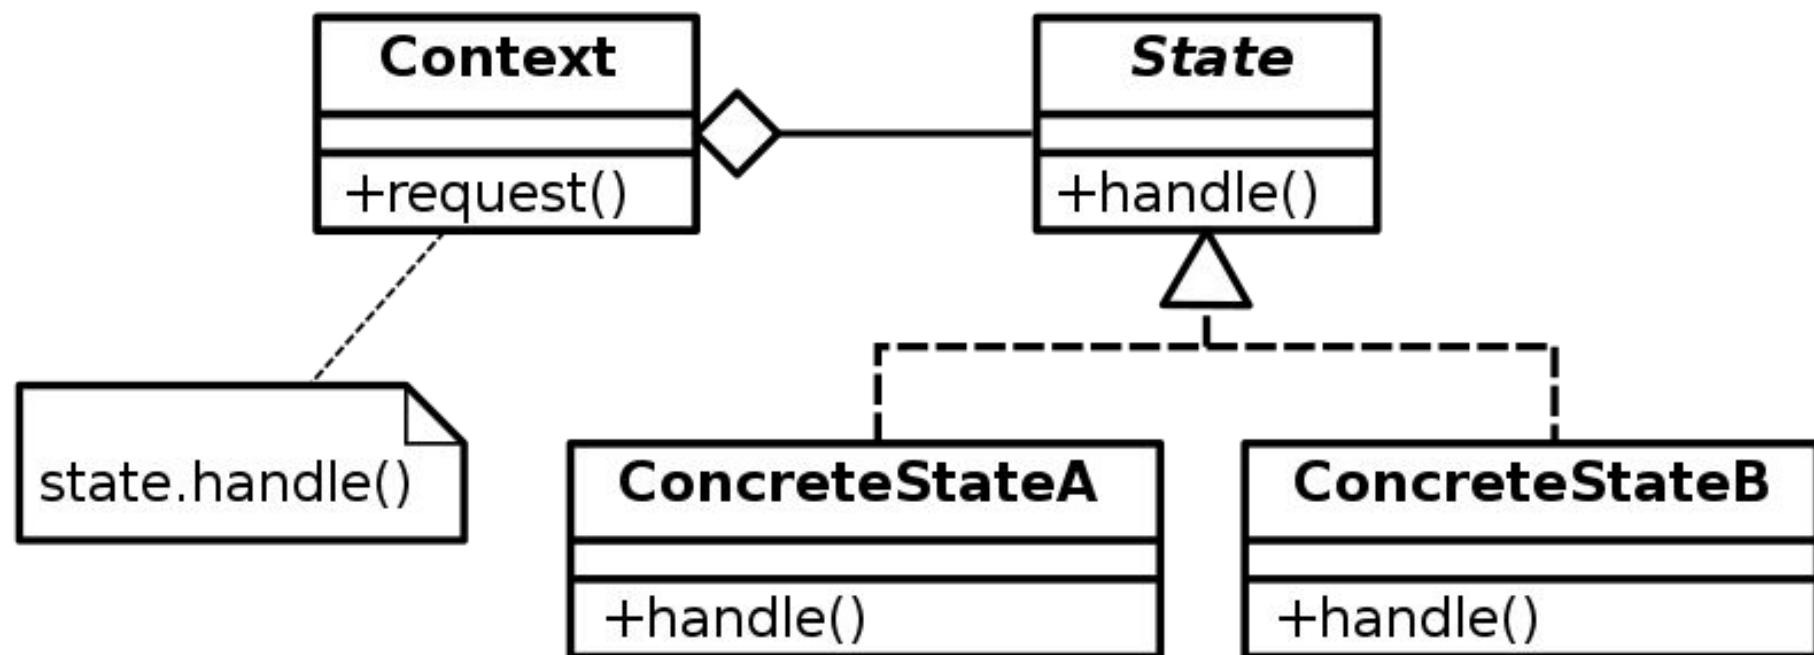 Context
+request()
State
+handle()
state.handle()
ConcreteStateA
+handle()
ConcreteStateB
+handle()